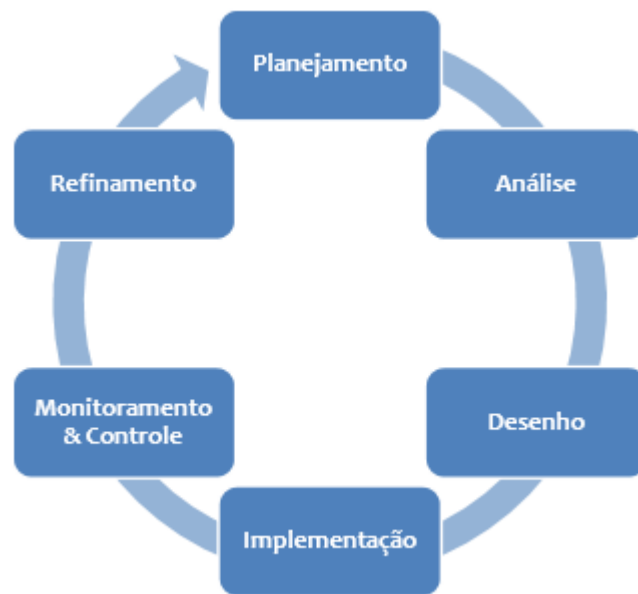 Planejamento
Análise
Desenho
Implementação
Monitoramento
& Controle
Refinamento